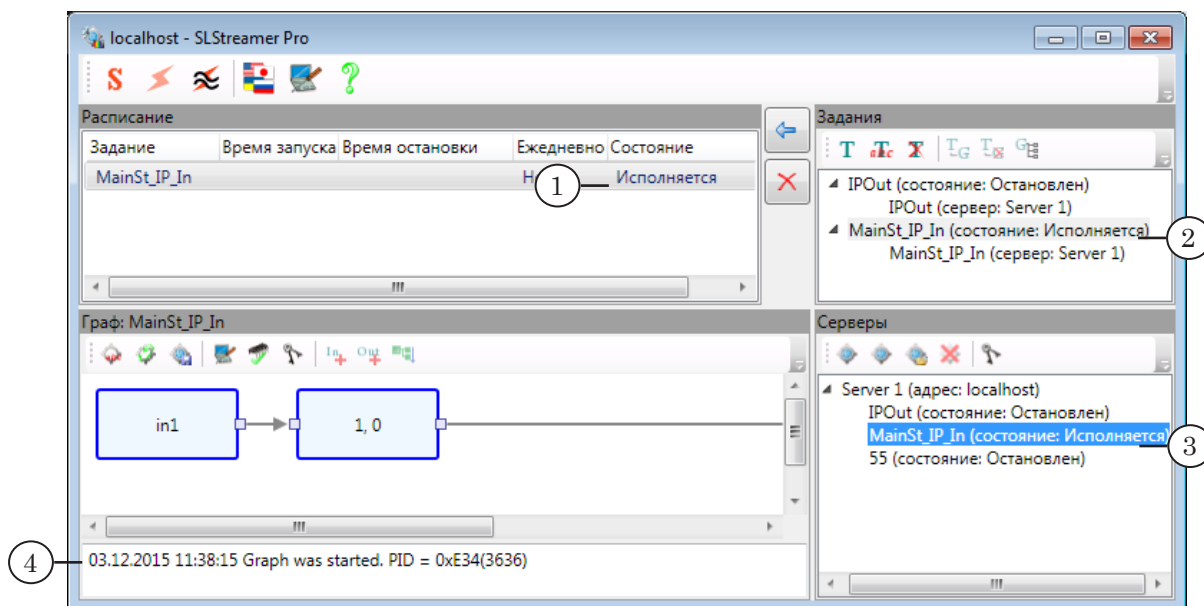 localhost - SLStreamer Pro
S
Расписание
Задание Время запуска Время остановки Ежедневно Состояние
MainSt_IP_In Н Исполняется
1
Задания
T
IPOut (состояние: Остановлен)
IPOut (сервер: Server 1)
MainSt_IP_In (состояние: Исполняется)
2
MainSt_IP_In (сервер: Server 1)
Граф: MainSt_IP_In
In Out
in1
1, 0
4
03.12.2015 11:38:15 Graph was started. PID = 0xE34(3636)
Серверы
Server 1 (адрес: localhost)
IPOut (состояние: Остановлен)
MainSt_IP_In (состояние: Исполняется)
3
55 (состояние: Остановлен)